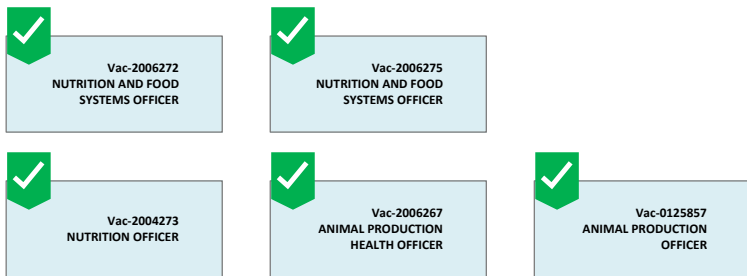 Vac-2006272
NUTRITION AND FOOD
SYSTEMS OFFICER
Vac-2006275
NUTRITION AND FOOD
SYSTEMS OFFICER
Vac-2004273
NUTRITION OFFICER
Vac-2006267
ANIMAL PRODUCTION
HEALTH OFFICER
Vac-0125857
ANIMAL PRODUCTION
OFFICER